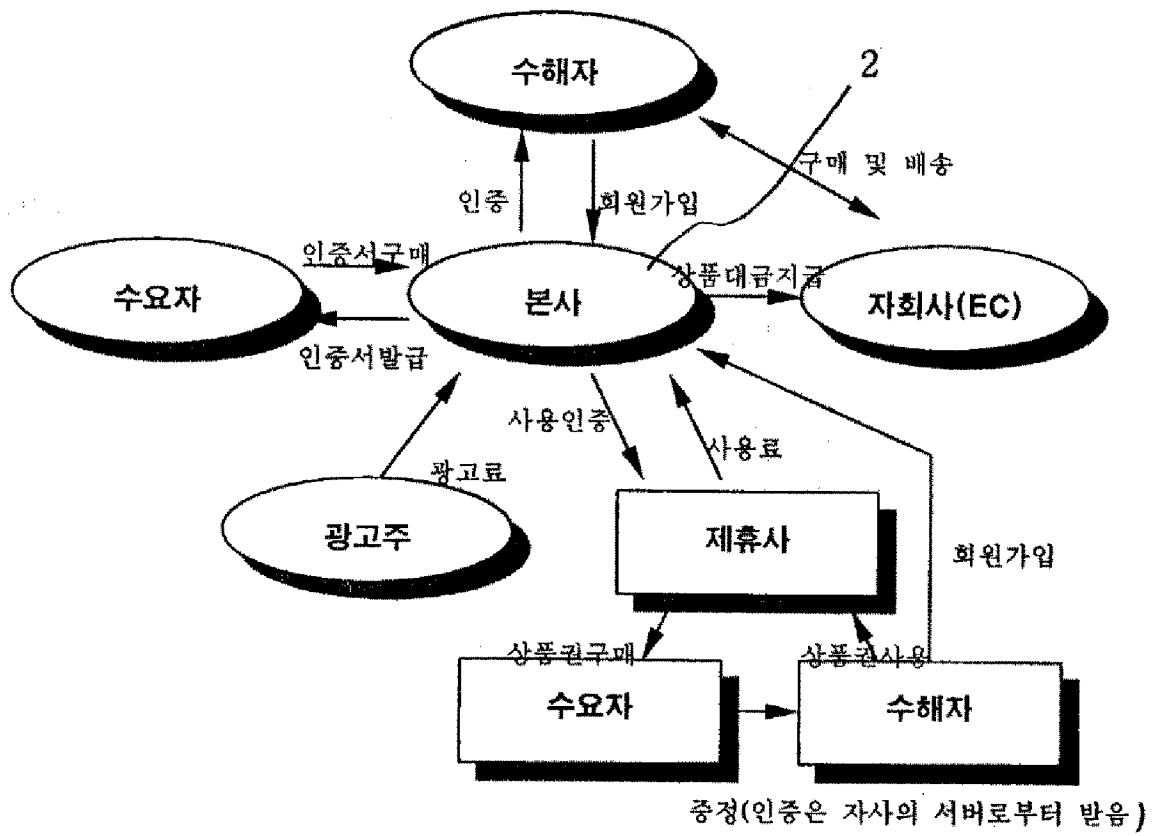 수해자
2
구매 및 배송
인증
회원가입
인증서구매
수요자
본사
상품대금지급
자회사(EC)
인증서발급
사용인증
사용료
광고료
광고주
제휴사
회원가입
상품권구매
상품권사용
수요자
수해자
증정(인증은 자사의 서버로부터 받음)